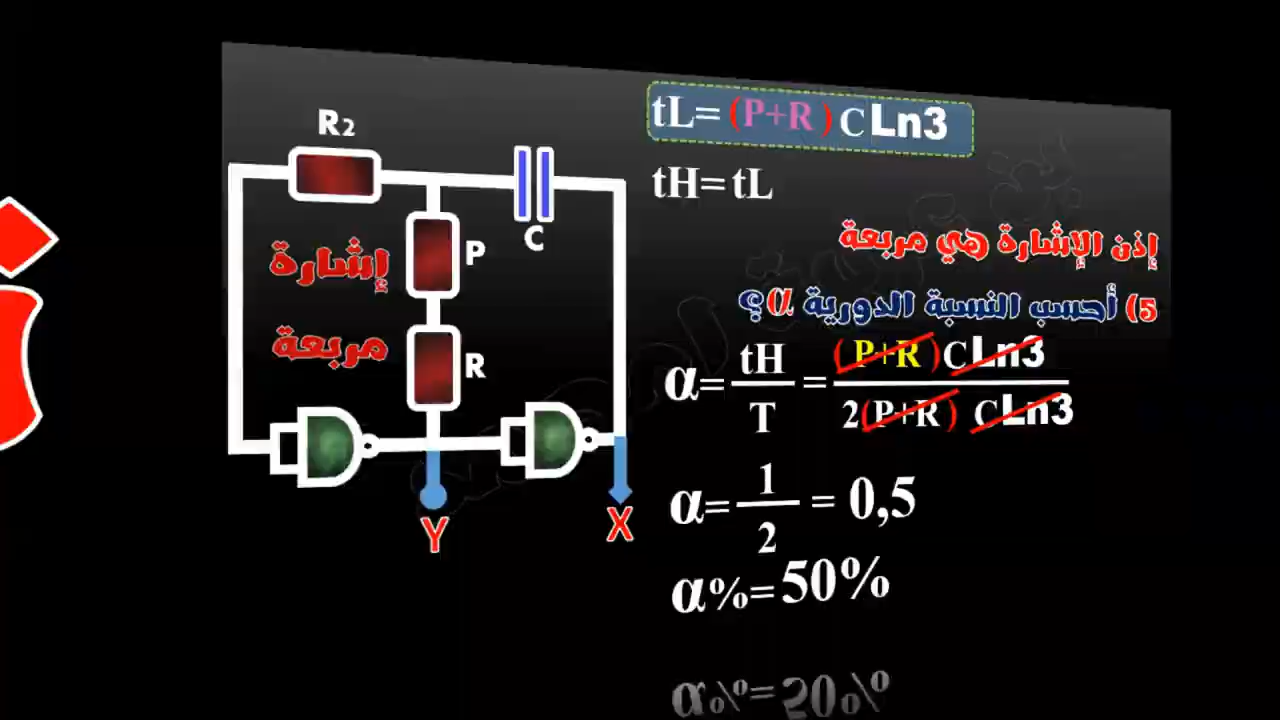 tL= (P+R) C Ln3
tH= tL
إذن الإشارة هي مربعة
5) أحسب النسبة الدورية α؟
α= tH / T = (P+R) C Ln3 / 2(P+R) C Ln3
α= 1 / 2 = 0,5
α%= 50%
R2
C
P
R
إشارة
مربعة
Y
X
α%= 50%